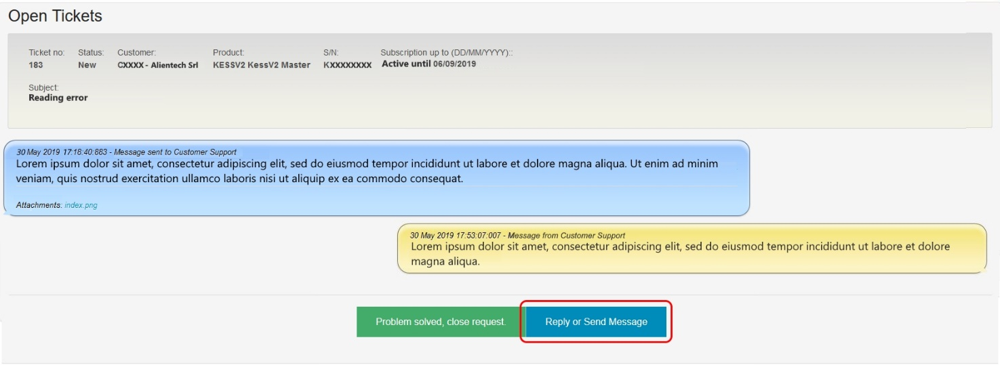 Open Tickets
Ticket no: Status: Customer: Product: S/N: Subscription up to (DD/MM/YYYY)::
183 New CXXXX - Alientech Srl KESSV2 KessV2 Master KXXXXXXXX Active until 06/09/2019
Subject:
Reading error
30 May 2019 17:18:40:883 - Message sent to Customer Support
Lorem ipsum dolor sit amet, consectetur adipiscing elit, sed do eiusmod tempor incididunt ut labore et dolore magna aliqua. Ut enim ad minim
veniam, quis nostrud exercitation ullamco laboris nisi ut aliquip ex ea commodo consequat.
Attachments: index.png
30 May 2019 17:53:07:007 - Message from Customer Support
Lorem ipsum dolor sit amet, consectetur adipiscing elit, sed do eiusmod tempor incididunt ut labore et dolore
magna aliqua.
Problem solved, close request. Reply or Send Message